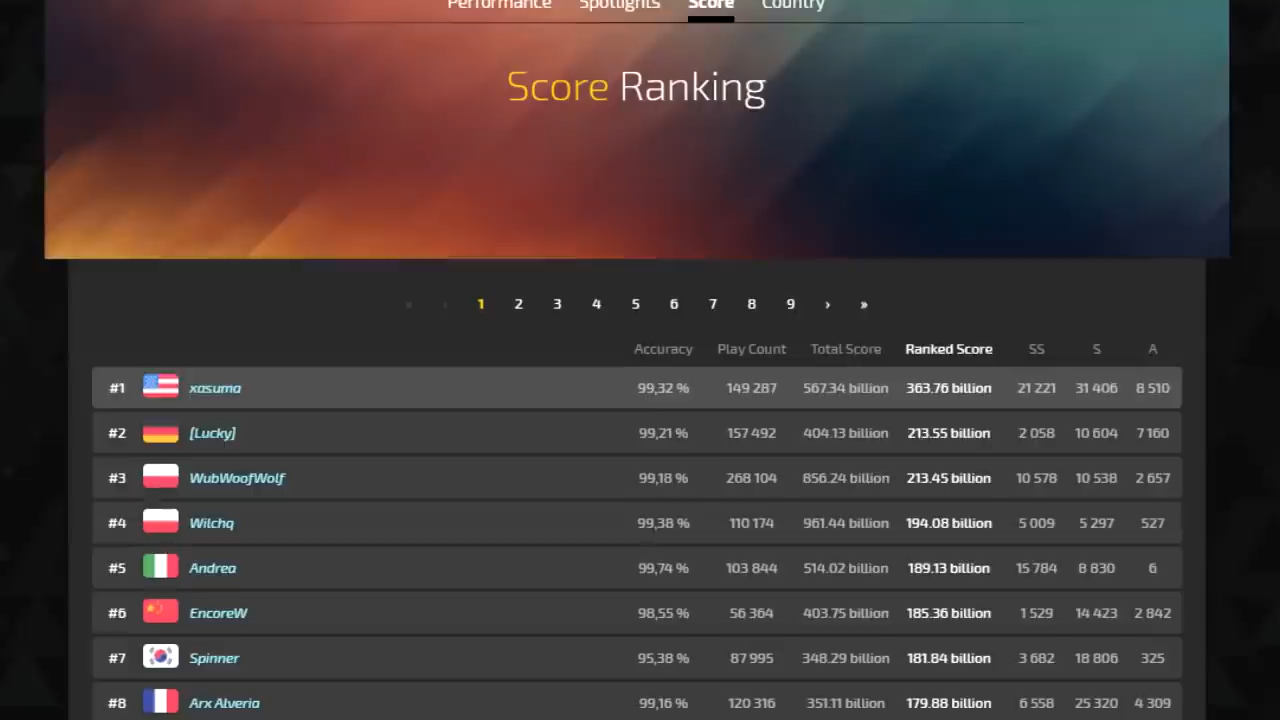 Performance Spotlights Score Country
Score Ranking
« ‹ 1 2 3 4 5 6 7 8 9 › »
Accuracy Play Count Total Score Ranked Score SS S A
#1 xasuma 99,32 % 149 287 567.34 billion 363.76 billion 21 221 31 406 8 510
#2 [Lucky] 99,21 % 157 492 404.13 billion 213.55 billion 2 058 10 604 7 160
#3 WubWoofWolf 99,18 % 268 104 856.24 billion 213.45 billion 10 578 10 538 2 657
#4 Wilchq 99,38 % 110 174 961.44 billion 194.08 billion 5 009 5 297 527
#5 Andrea 99,74 % 103 844 514.02 billion 189.13 billion 15 784 8 830 6
#6 EncoreW 98,55 % 56 364 403.75 billion 185.36 billion 1 529 14 423 2 842
#7 Spinner 95,38 % 87 995 348.29 billion 181.84 billion 3 682 18 806 325
#8 Arx Alveria 99,16 % 120 316 351.11 billion 179.88 billion 6 558 25 320 4 309